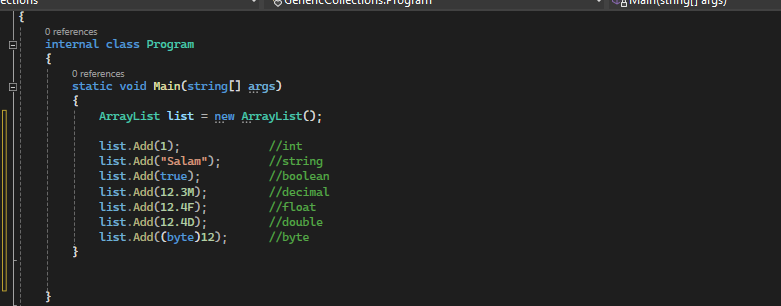 ections GenericCollections.Program Main(string[] args)
{
0 references
internal class Program
{
0 references
static void Main(string[] args)
{
ArrayList list = new ArrayList();
list.Add(1); //int
list.Add("Salam"); //string
list.Add(true); //boolean
list.Add(12.3M); //decimal
list.Add(12.4F); //float
list.Add(12.4D); //double
list.Add((byte)12); //byte
}
}